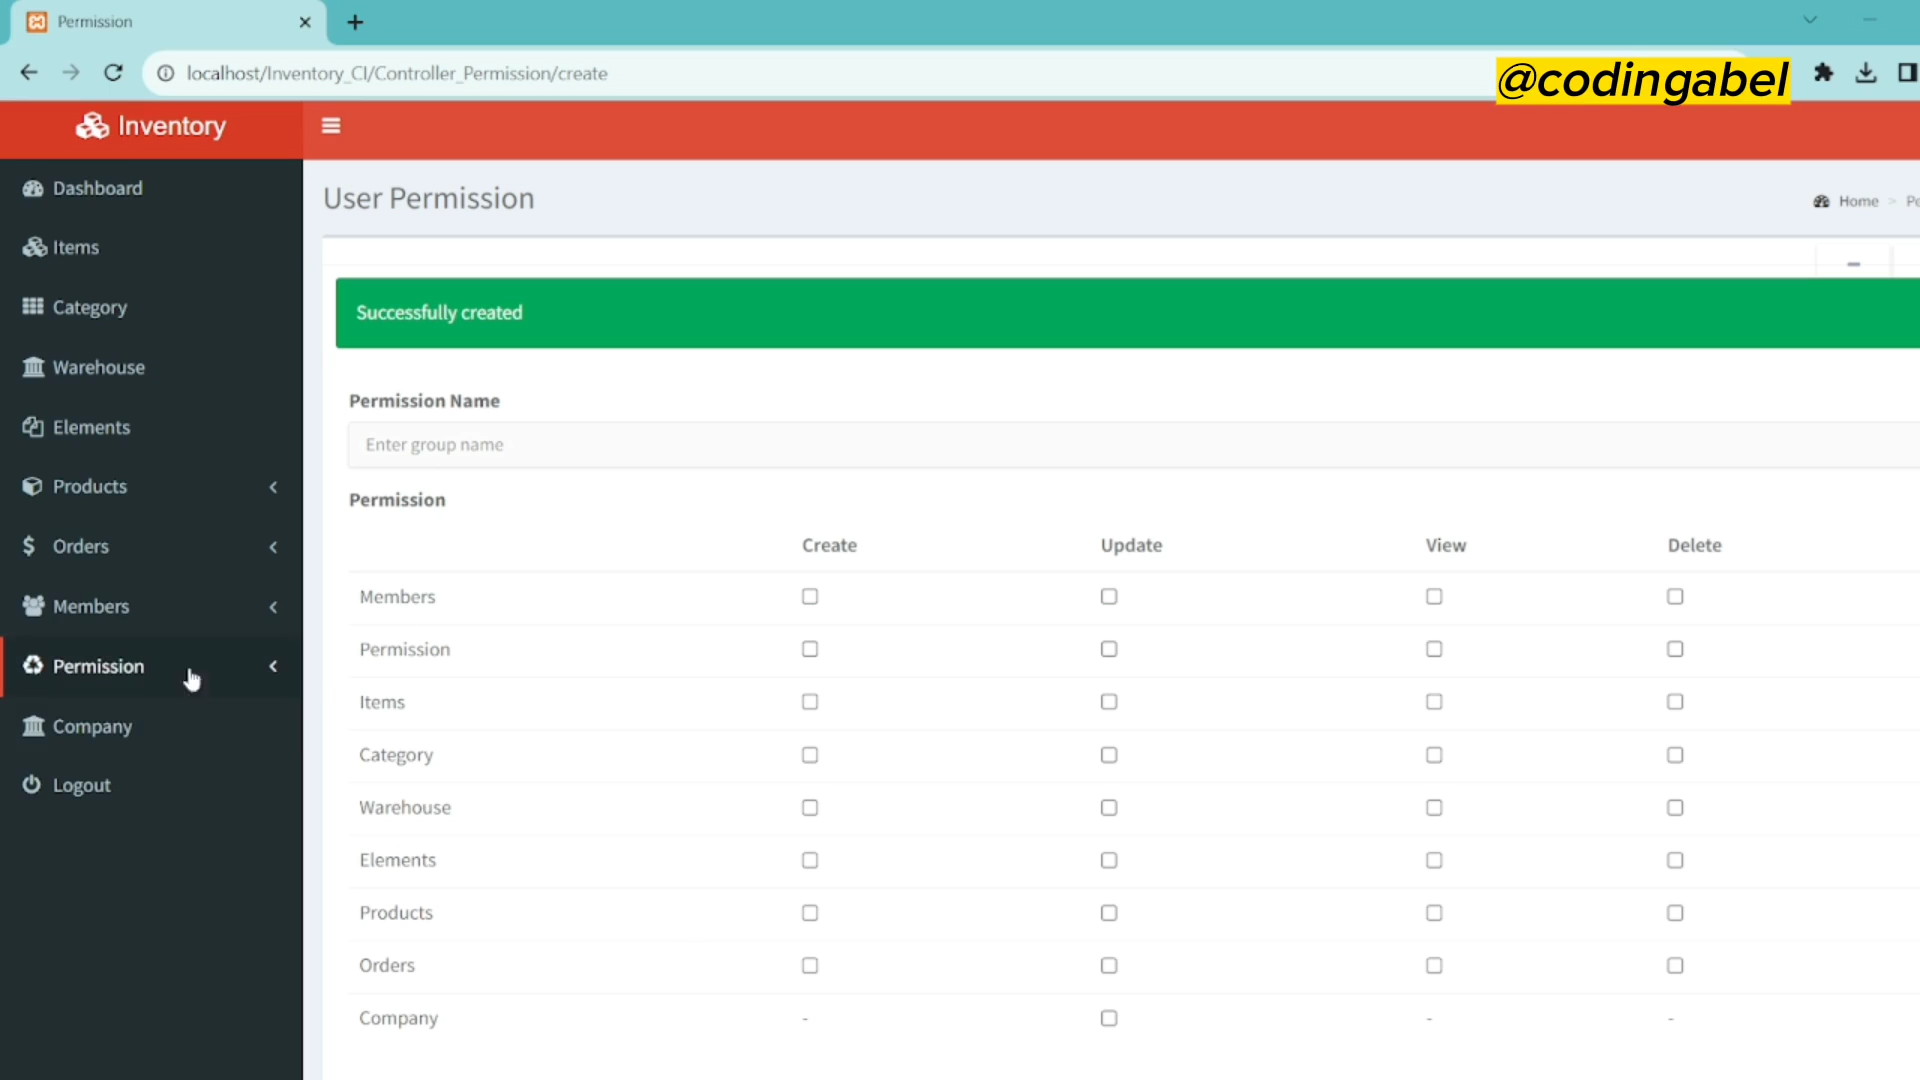 Permission
localhost/Inventory_CI/Controller_Permission/create
@codingabel
Inventory
Dashboard
Items
Category
Warehouse
Elements
Products
Orders
Members
Permission
Company
Logout
User Permission
Home >
Successfully created
Permission Name
Enter group name
Permission
Create Update View Delete
Members
Permission
Items
Category
Warehouse
Elements
Products
Orders
Company - - -